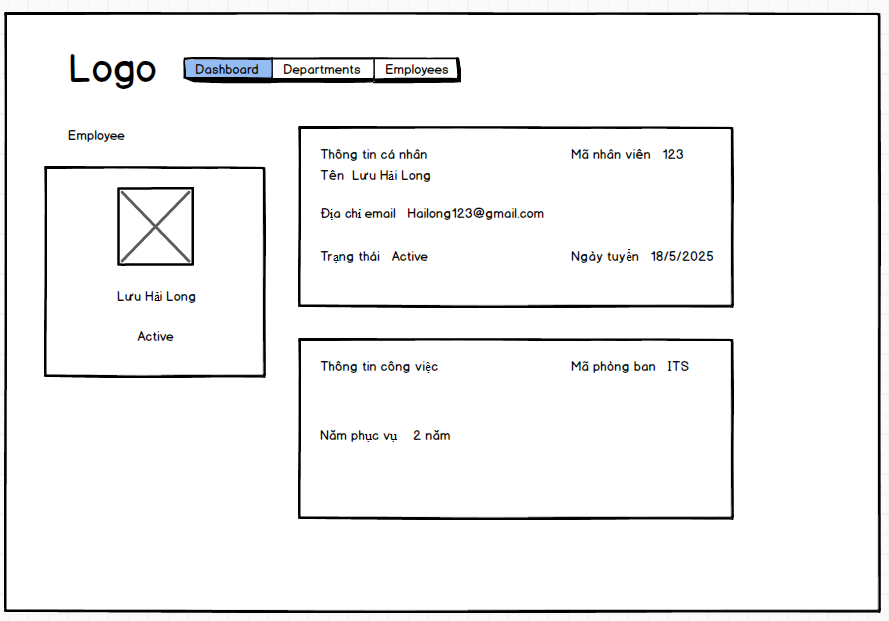 Logo
Dashboard Departments Employees
Employee
Lưu Hải Long
Active
Thông tin cá nhân Mã nhân viên 123
Tên Lưu Hải Long
Địa chỉ email Hailong123@gmail.com
Trạng thái Active Ngày tuyển 18/5/2025
Thông tin công việc Mã phòng ban ITS
Năm phục vụ 2 năm